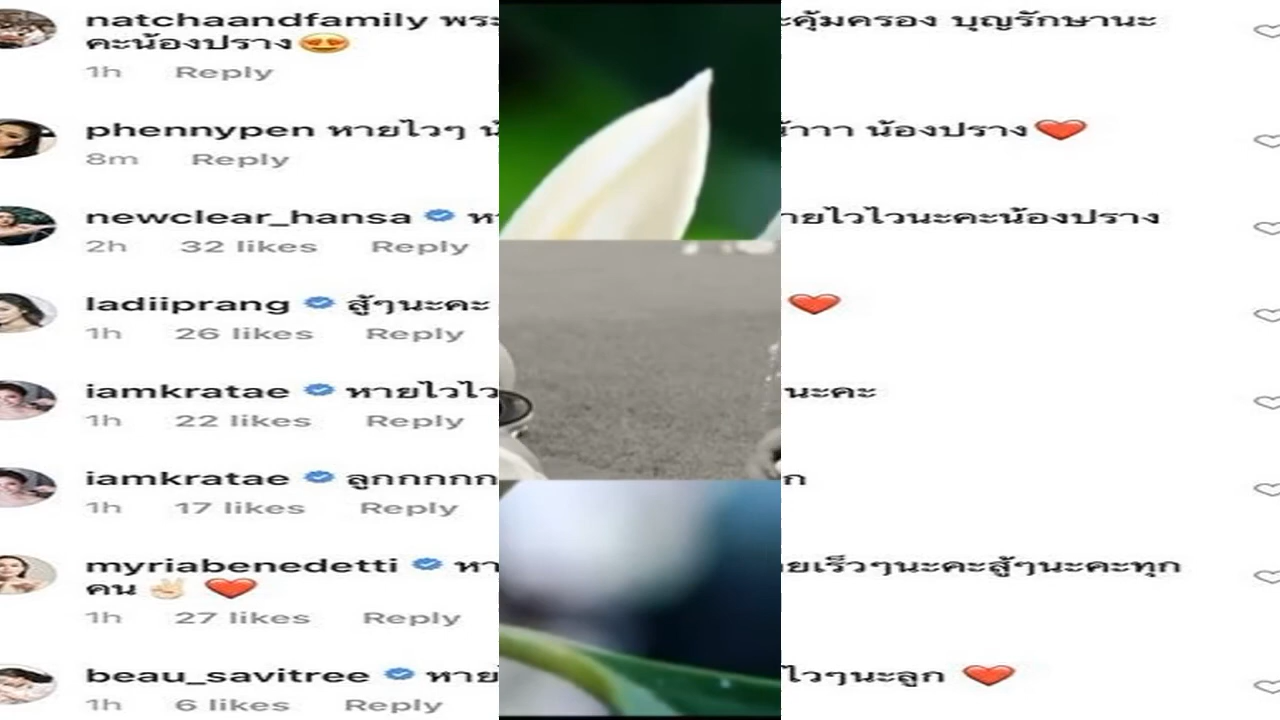 natchaandfamily พระ คุ้มครอง บุญรักษานะ
คะน้องปราง😍
1h Reply
phennypen หายไวๆ น้องปราง❤️
8m Reply
newclear_hansa ายไวไวนะคะน้องปราง
2h 32 likes Reply
ladiiprang สู้ๆนะคะ ❤️
1h 26 likes Reply
iamkratae หายไวไว นะคะ
1h 22 likes Reply
iamkratae ลูกกกกก ก
1h 17 likes Reply
myriabenedetti หา ยเร็วๆนะคะสู้ๆนะคะทุก
คน ✌🏻 ❤️
1h 27 likes Reply
beau_savitree หาย ไวๆนะลูก ❤️
1h 6 likes Reply